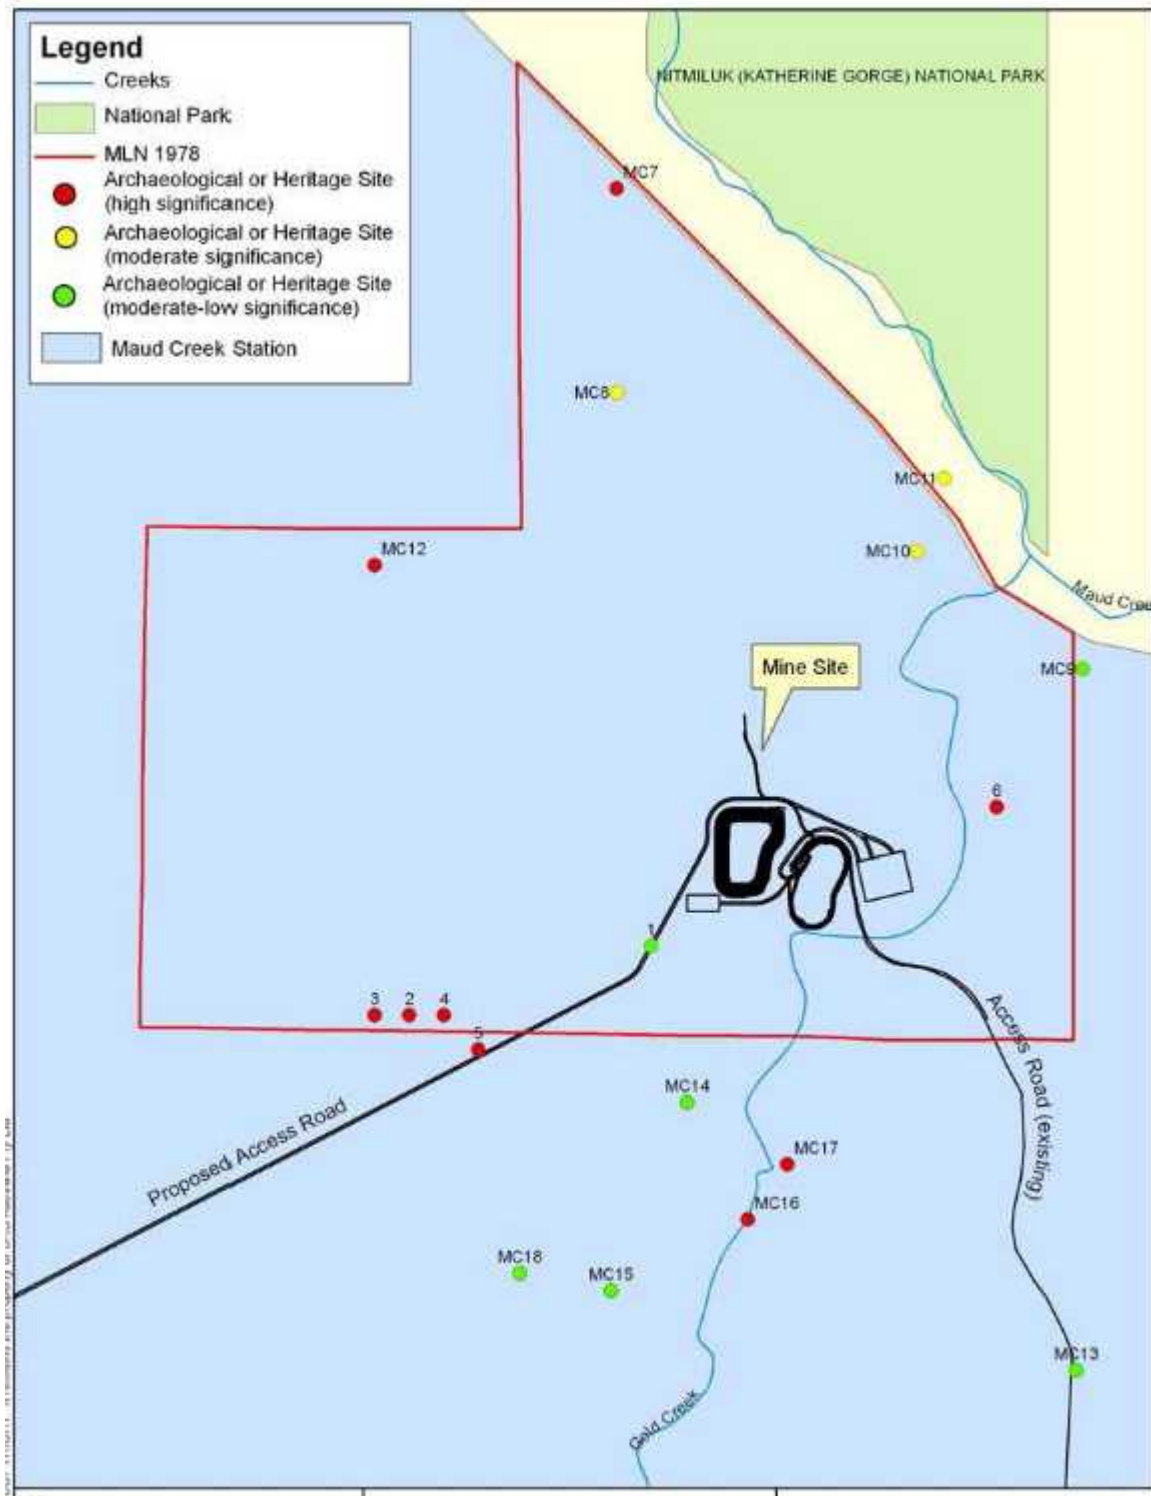 Legend
Creeks
National Park
MLN 1978
Archaeological or Heritage Site
(high significance)
Archaeological or Heritage Site
(moderate significance)
Archaeological or Heritage Site
(moderate-low significance)
Maud Creek Station
NITMILUK (KATHERINE GORGE) NATIONAL PARK
MC7
MC8
MC11
MC10
MC12
Maud Cree
MC9
Mine Site
6
1
3 2 4
5
Access Road (existing)
MC14
Proposed Access Road
MC17
MC16
MC18
MC15
MC13
Gold Creek